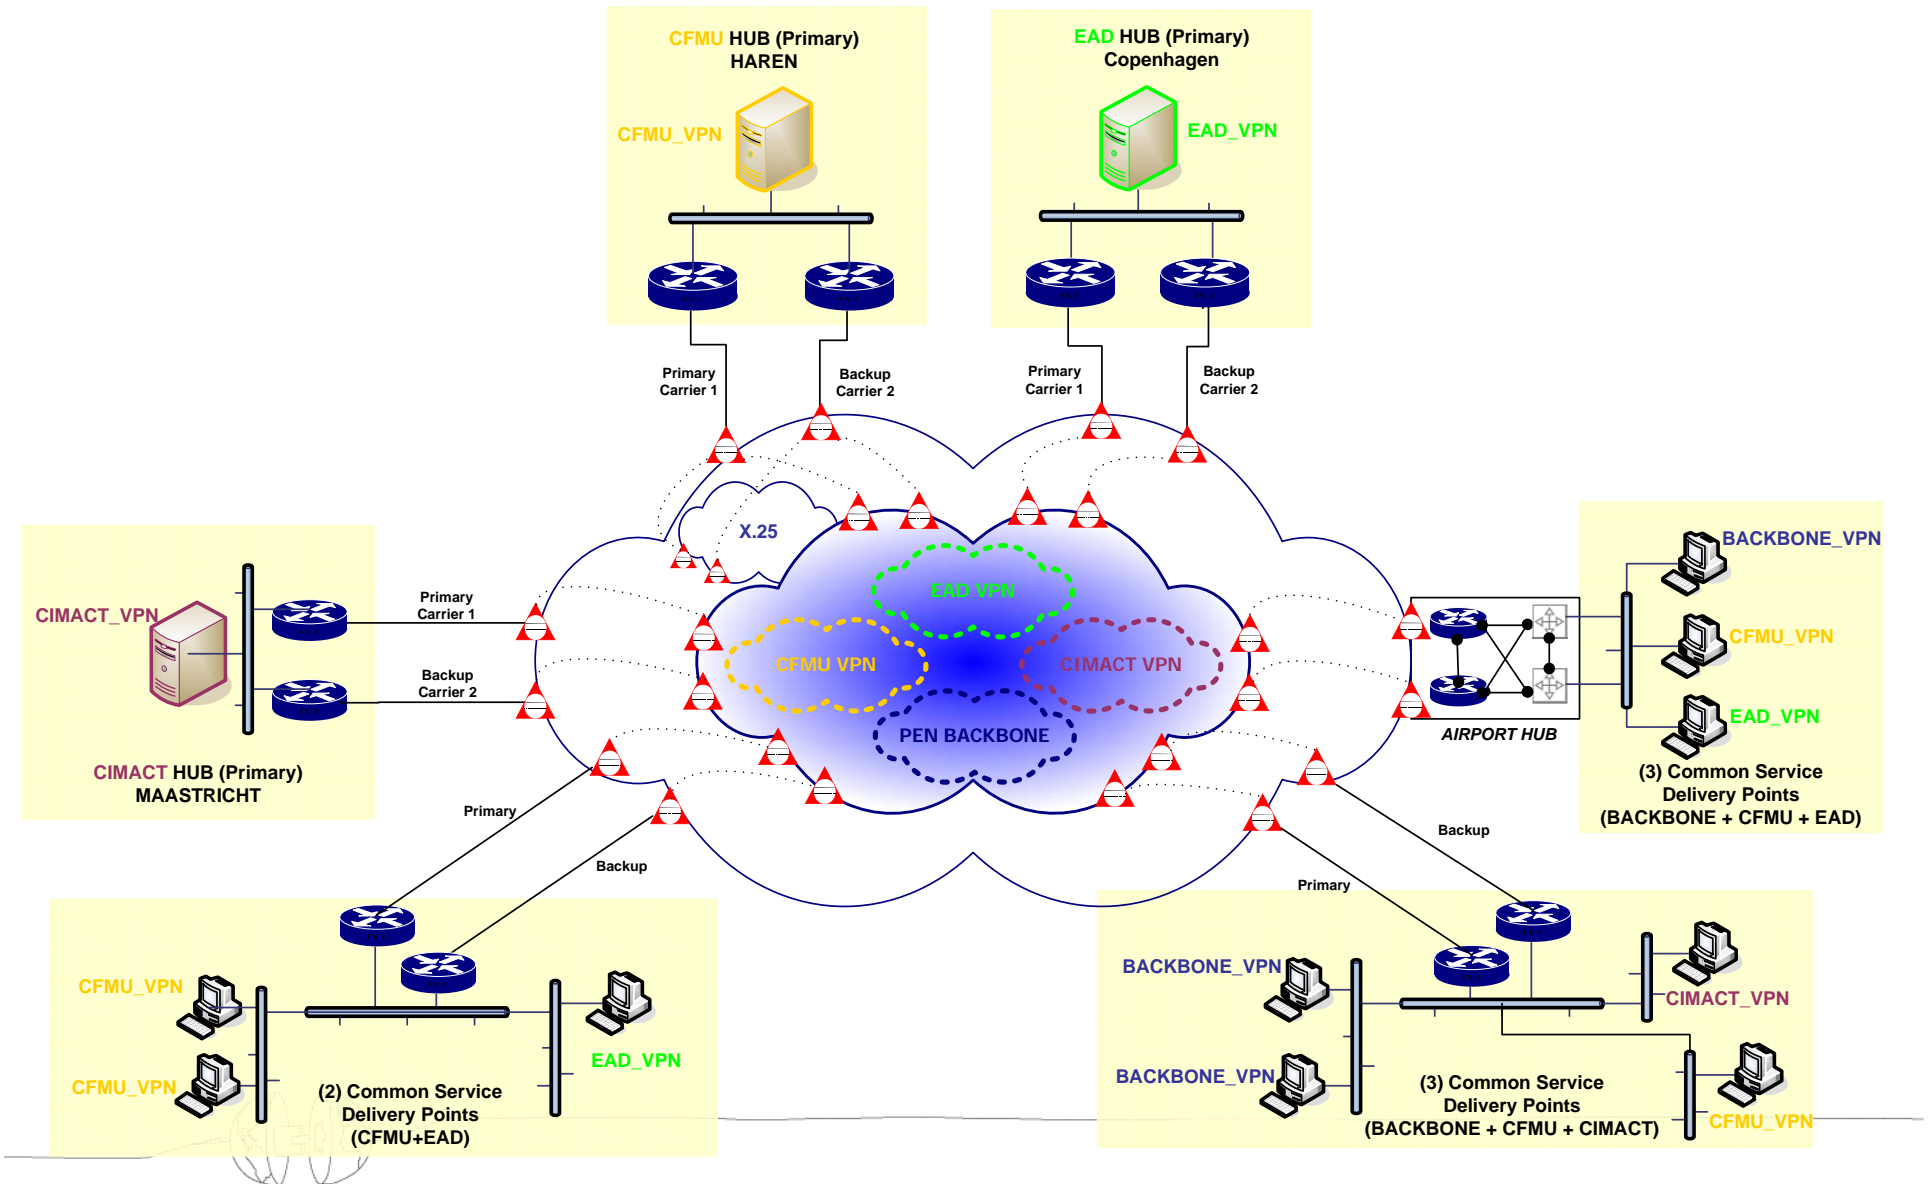 CFMU HUB (Primary)
HAREN
CFMU_VPN
EAD HUB (Primary)
Copenhagen
EAD_VPN
Primary
Carrier 1
Backup
Carrier 2
Primary
Carrier 1
Backup
Carrier 2
X.25
EAD VPN
CFMU VPN
CIMACT VPN
PEN BACKBONE
CIMACT_VPN
Primary
Carrier 1
Backup
Carrier 2
CIMACT HUB (Primary)
MAASTRICHT
BACKBONE_VPN
CFMU_VPN
EAD_VPN
AIRPORT HUB
(3) Common Service
Delivery Points
(BACKBONE + CFMU + EAD)
Primary
Backup
Backup
Primary
CFMU_VPN
CFMU_VPN
EAD_VPN
(2) Common Service
Delivery Points
(CFMU+EAD)
BACKBONE_VPN
BACKBONE_VPN
CIMACT_VPN
CFMU_VPN
(3) Common Service
Delivery Points
(BACKBONE + CFMU + CIMACT)